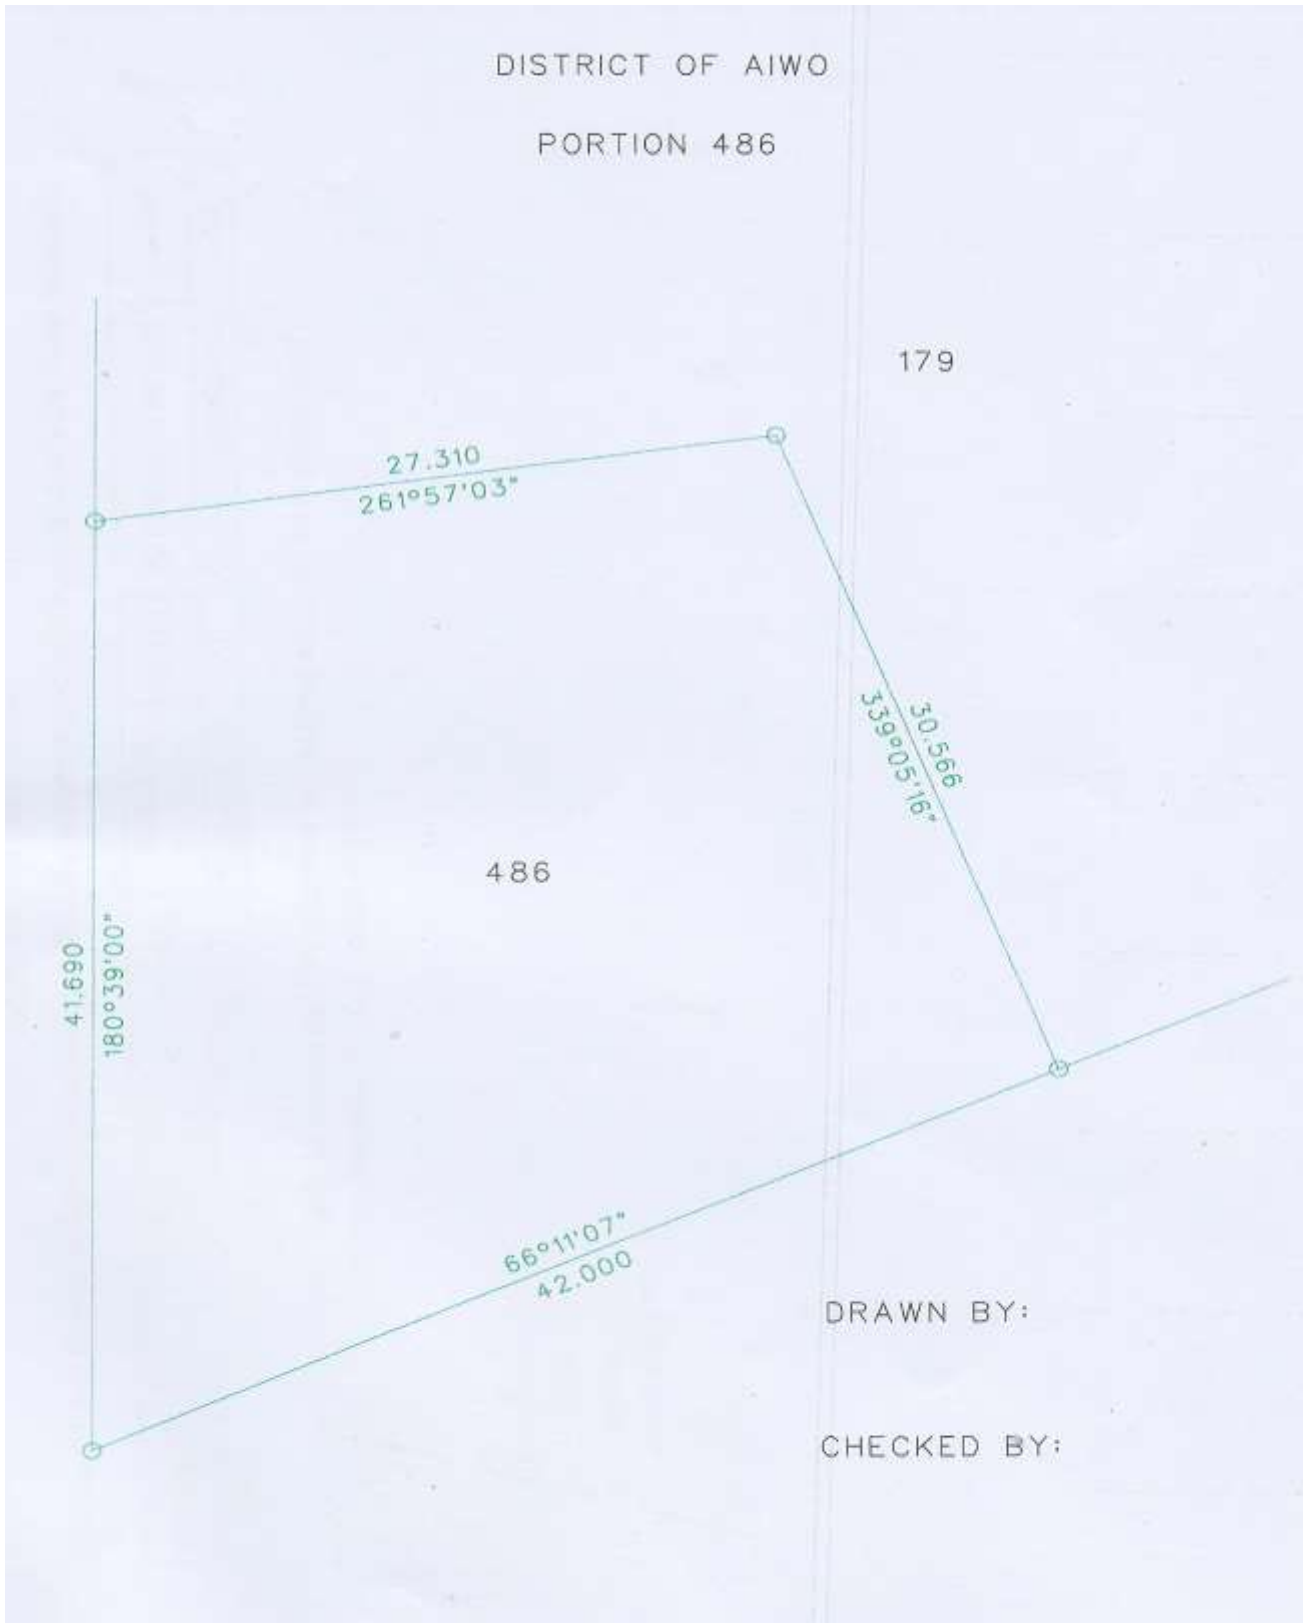 DISTRICT OF AIWO
PORTION 486
179
27.310
261°57'03"
30.566
339°05'16"
486
41.690
180°39'00"
66°11'07"
42.000
DRAWN BY:
CHECKED BY: